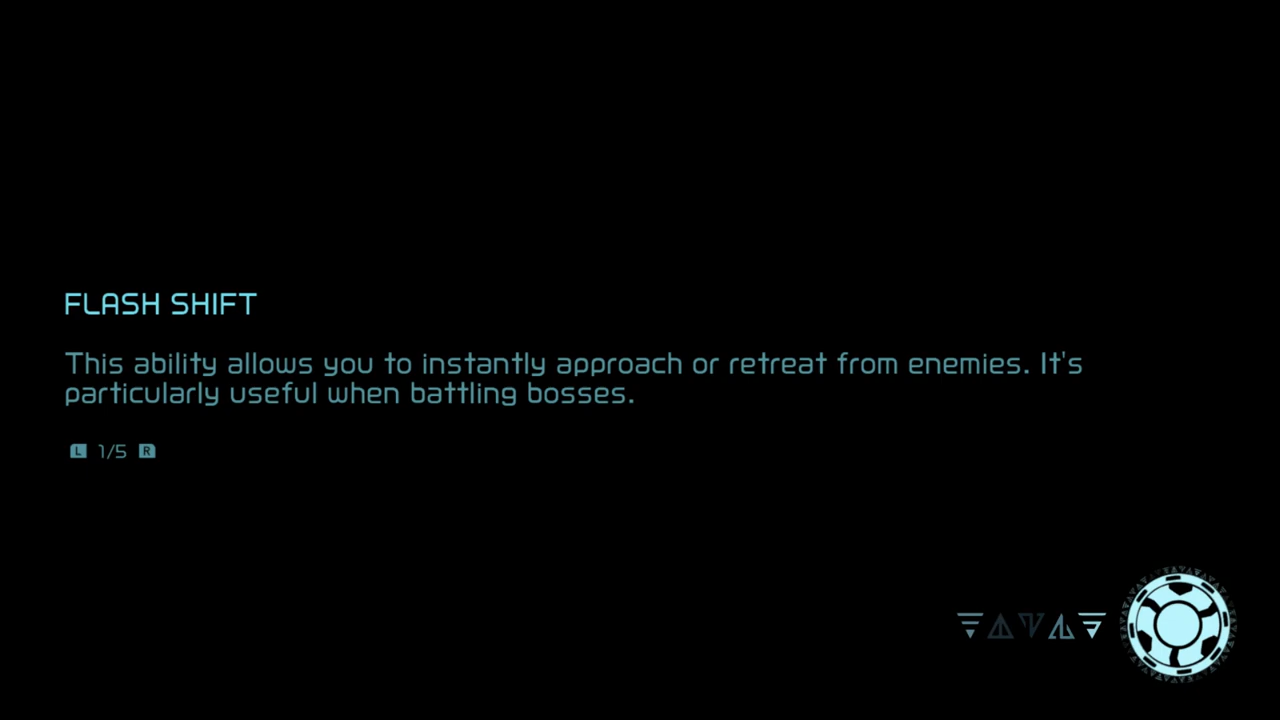 FLASH SHIFT
This ability allows you to instantly approach or retreat from enemies. It's
particularly useful when battling bosses.
L 1/5 R